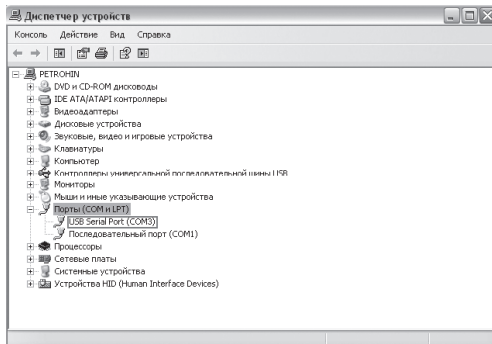 Диспетчер устройств
Консоль Действие Вид Справка
PETROHIN
DVD и CD-ROM дисководы
IDE ATA/ATAPI контроллеры
Видеоадаптеры
Дисковые устройства
Звуковые, видео и игровые устройства
Клавиатуры
Компьютер
Контроллеры универсальной последовательной шины USB
Мониторы
Мыши и иные указывающие устройства
Порты (COM и LPT)
USB Serial Port (COM3)
Последовательный порт (COM1)
Процессоры
Сетевые платы
Системные устройства
Устройства HID (Human Interface Devices)